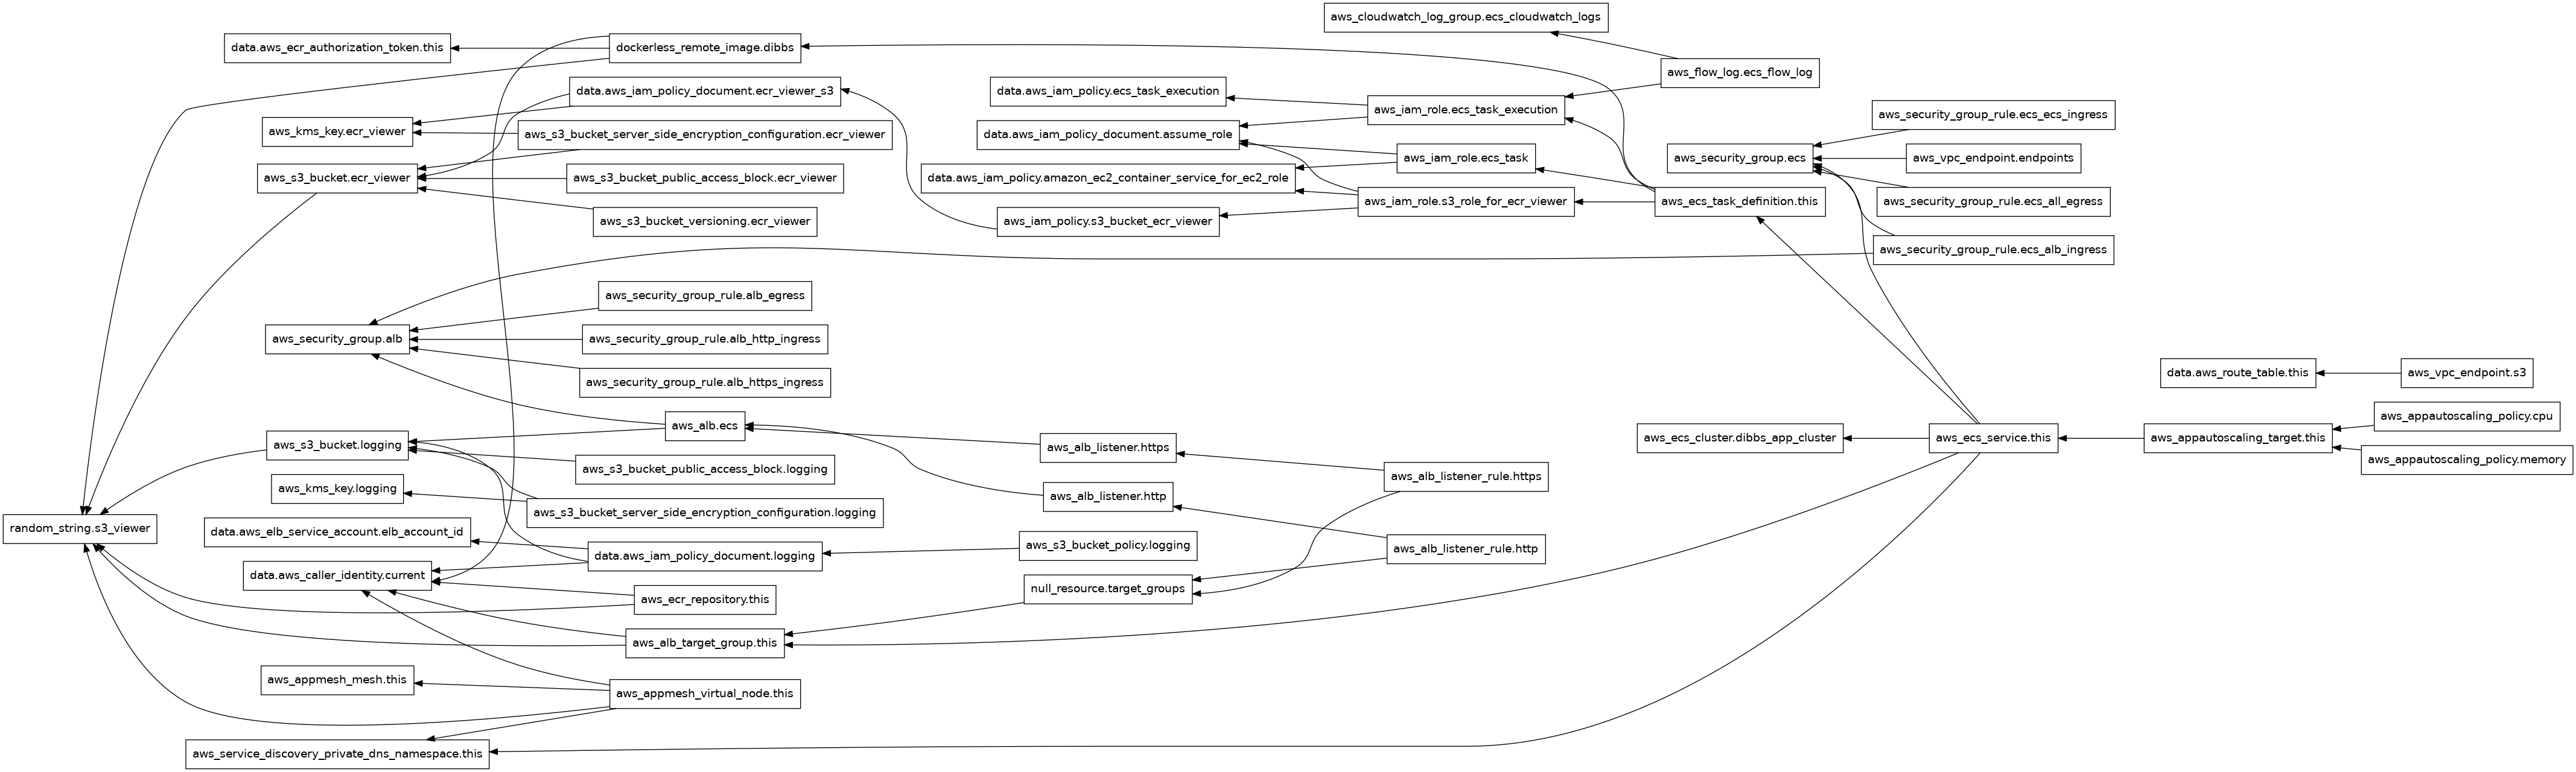 aws_cloudwatch_log_group.ecs_cloudwatch_logs
data.aws_ecr_authorization_token.this
dockerless_remote_image.dibbs
aws_flow_log.ecs_flow_log
data.aws_iam_policy_document.ecr_viewer_s3
data.aws_iam_policy.ecs_task_execution
aws_iam_role.ecs_task_execution
aws_security_group_rule.ecs_ecs_ingress
aws_kms_key.ecr_viewer
aws_s3_bucket_server_side_encryption_configuration.ecr_viewer
data.aws_iam_policy_document.assume_role
aws_iam_role.ecs_task
aws_security_group.ecs
aws_vpc_endpoint.endpoints
aws_s3_bucket.ecr_viewer
aws_s3_bucket_public_access_block.ecr_viewer
data.aws_iam_policy.amazon_ec2_container_service_for_ec2_role
aws_iam_role.s3_role_for_ecr_viewer
aws_ecs_task_definition.this
aws_security_group_rule.ecs_all_egress
aws_s3_bucket_versioning.ecr_viewer
aws_iam_policy.s3_bucket_ecr_viewer
aws_security_group_rule.ecs_alb_ingress
aws_security_group_rule.alb_egress
aws_security_group.alb
aws_security_group_rule.alb_http_ingress
aws_security_group_rule.alb_https_ingress
data.aws_route_table.this
aws_vpc_endpoint.s3
aws_alb.ecs
aws_appautoscaling_policy.cpu
aws_s3_bucket.logging
aws_alb_listener.https
aws_ecs_cluster.dibbs_app_cluster
aws_ecs_service.this
aws_appautoscaling_target.this
aws_appautoscaling_policy.memory
aws_s3_bucket_public_access_block.logging
aws_alb_listener_rule.https
aws_kms_key.logging
aws_alb_listener.http
aws_s3_bucket_server_side_encryption_configuration.logging
random_string.s3_viewer
data.aws_elb_service_account.elb_account_id
data.aws_iam_policy_document.logging
aws_s3_bucket_policy.logging
aws_alb_listener_rule.http
data.aws_caller_identity.current
null_resource.target_groups
aws_ecr_repository.this
aws_alb_target_group.this
aws_appmesh_mesh.this
aws_appmesh_virtual_node.this
aws_service_discovery_private_dns_namespace.this